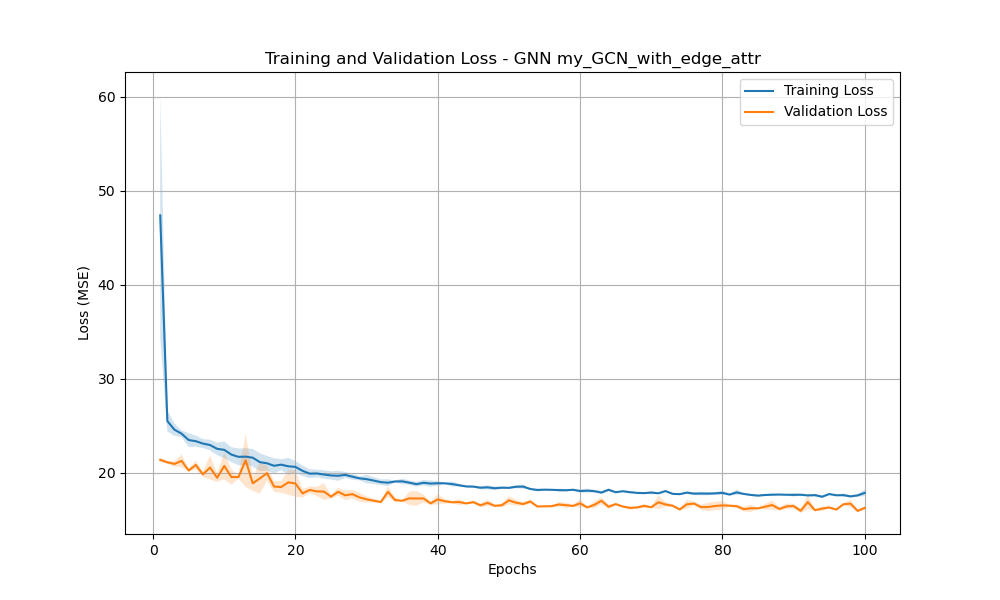 Training and Validation Loss - GNN my_GCN_with_edge_attr
Training Loss
Validation Loss
Loss (MSE)
60
50
40
30
20
0
20
40
60
80
100
Epochs